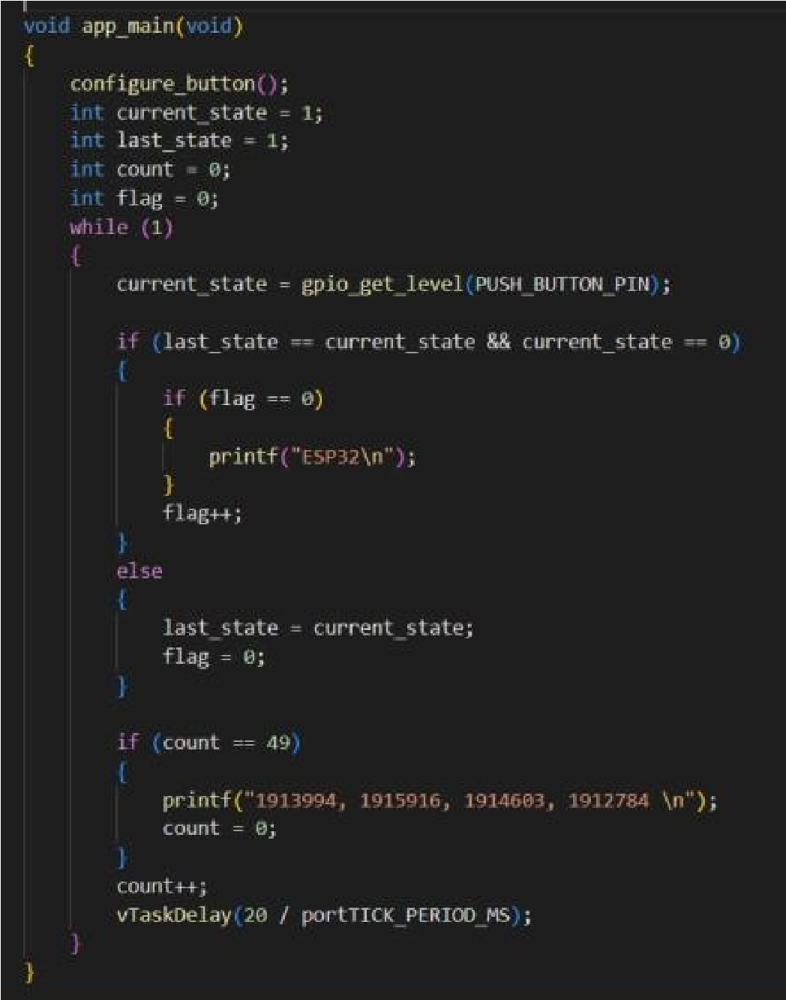 void app_main(void)
{
    configure_button();
    int current_state = 1;
    int last_state = 1;
    int count = 0;
    int flag = 0;
    while (1)
    {
        current_state = gpio_get_level(PUSH_BUTTON_PIN);

        if (last_state == current_state && current_state == 0)
        {
            if (flag == 0)
            {
                printf("ESP32\n");
            }
            flag++;
        }
        else
        {
            last_state = current_state;
            flag = 0;
        }

        if (count == 49)
        {
            printf("1913994, 1915916, 1914603, 1912784 \n");
            count = 0;
        }
        count++;
        vTaskDelay(20 / portTICK_PERIOD_MS);
    }
}